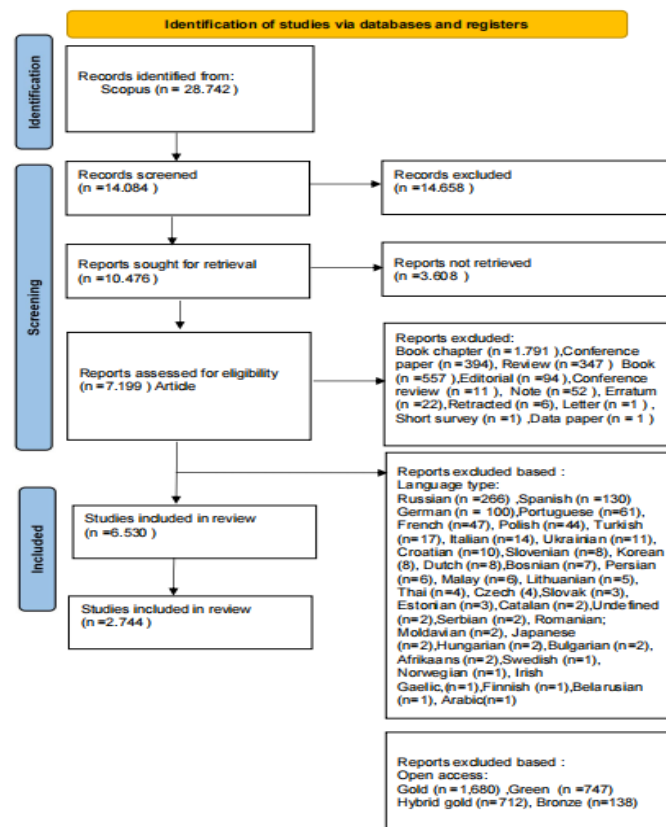 Identification of studies via databases and registers
Identification
Records identified from:
Scopus (n = 28.742 )
Screening
Records screened
(n =14.084 )
Records excluded
(n =14.658 )
Reports sought for retrieval
(n =10.476 )
Reports not retrieved
(n =3.608 )
Reports assessed for eligibility
(n =7.199 ) Article
Reports excluded:
Book chapter (n = 1.791 ),Conference
paper (n = 394), Review (n =347 ) Book
(n =557 ),Editorial (n =94 ),Conference
review (n =11 ), Note (n =52 ), Erratum
(n =22),Retracted (n =6), Letter (n =1 ) ,
Short survey (n =1) ,Data paper (n = 1 )
Included
Studies included in review
(n =6.530 )
Studies included in review
(n =2.744 )
Reports excluded based :
Language type:
Russian (n =266) ,Spanish (n =130)
German (n = 100),Portuguese (n=61),
French (n=47), Polish (n=44), Turkish
(n=17), Italian (n=14), Ukrainian (n=11),
Croatian (n=10),Slovenian (n=8), Korean
(8), Dutch (n=8),Bosnian (n=7), Persian
(n=6), Malay (n=6), Lithuanian (n=5),
Thai (n=4), Czech (4),Slovak (n=3),
Estonian (n=3),Catalan (n=2),Undefined
(n=2),Serbian (n=2), Romanian;
Moldavian (n=2), Japanese
(n=2),Hungarian (n=2),Bulgarian (n=2),
Afrikaans (n=2),Swedish (n=1),
Norwegian (n=1), Irish
Gaelic,(n=1),Finnish (n=1),Belarusian
(n=1), Arabic(n=1)
Reports excluded based :
Open access:
Gold (n =1,680) ,Green (n =747)
Hybrid gold (n=712), Bronze (n=138)